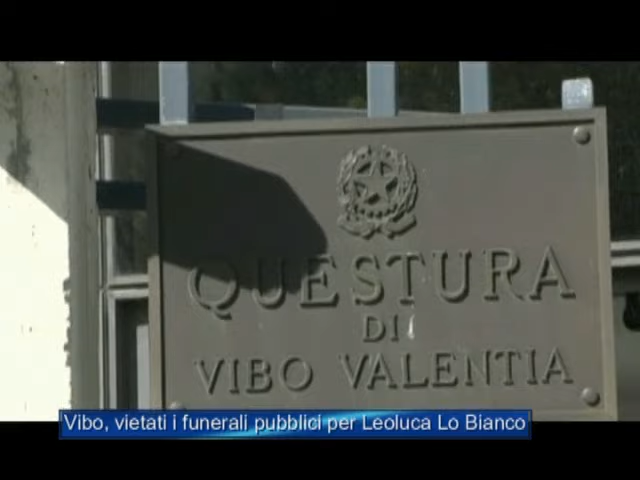 QUESTURA
DI
VIBO VALENTIA
Vibo, vietati i funerali pubblici per Leoluca Lo Bianco